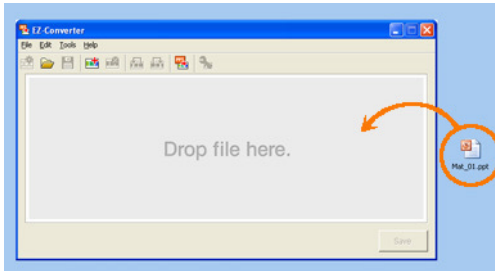 EZ-Converter
File Edit Tools Help
Drop file here.
Mat_01.ppt
Save